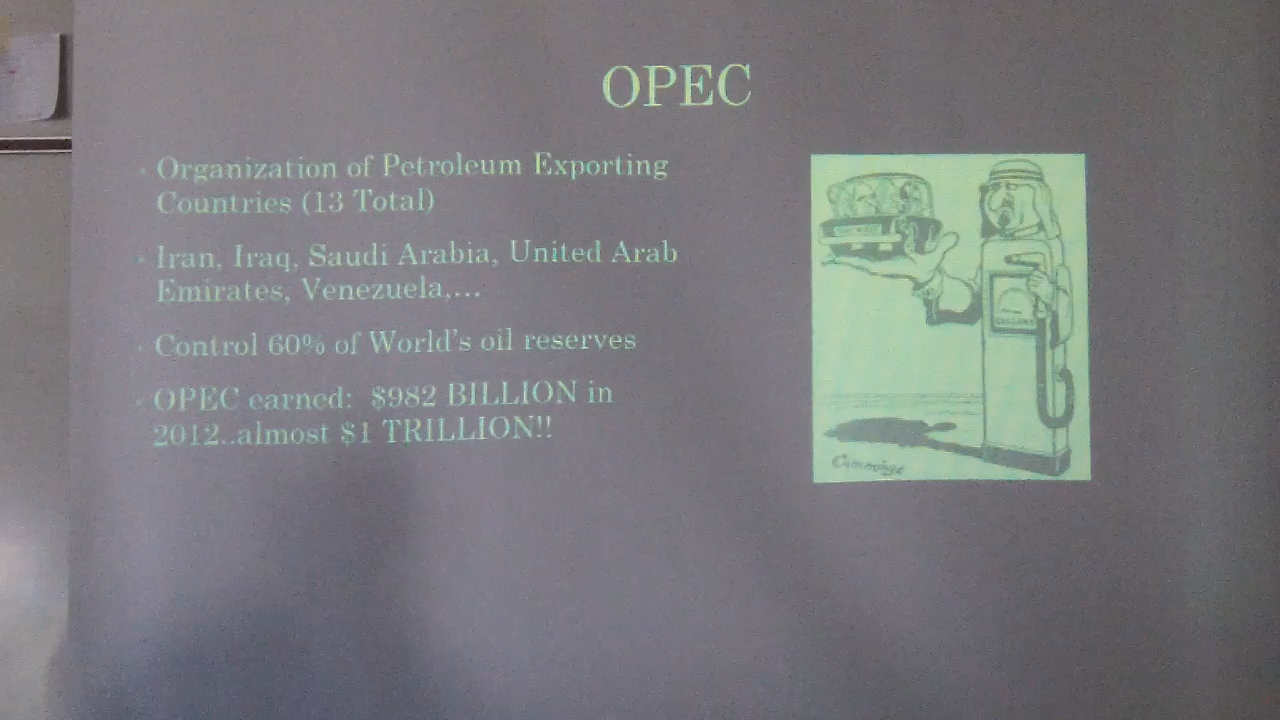 OPEC
Organization of Petroleum Exporting
Countries (13 Total)
Iran, Iraq, Saudi Arabia, United Arab
Emirates, Venezuela,...
Control 60% of World's oil reserves
OPEC earned: $982 BILLION in
2012..almost $1 TRILLION!!
Cummings